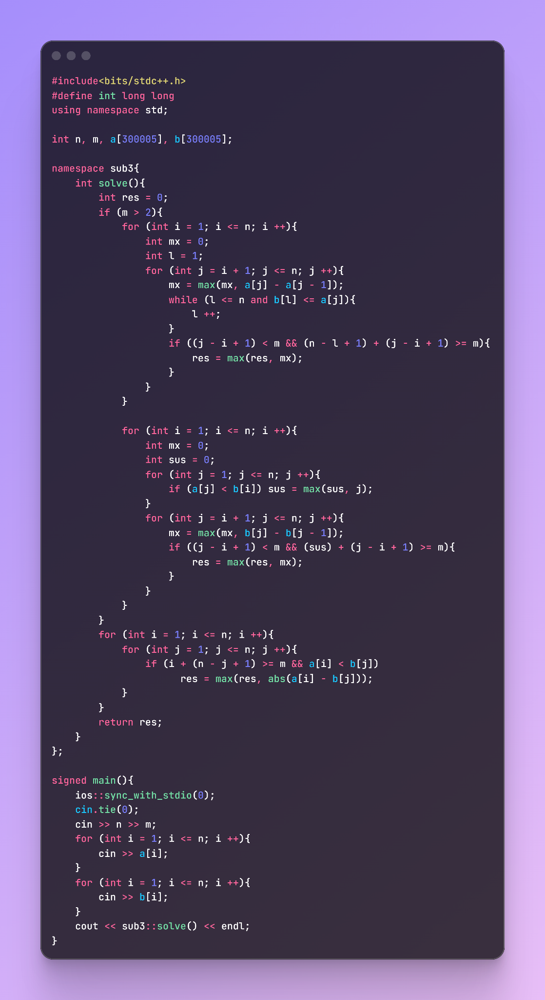 #include<bits/stdc++.h>
#define int long long
using namespace std;

int n, m, a[300005], b[300005];

namespace sub3{
    int solve(){
        int res = 0;
        if (m > 2){
            for (int i = 1; i <= n; i ++){
                int mx = 0;
                int l = 1;
                for (int j = i + 1; j <= n; j ++){
                    mx = max(mx, a[j] - a[j - 1]);
                    while (l <= n and b[l] <= a[j]){
                        l ++;
                    }
                    if ((j - i + 1) < m && (n - l + 1) + (j - i + 1) >= m){
                        res = max(res, mx);
                    }
                }
            }

            for (int i = 1; i <= n; i ++){
                int mx = 0;
                int sus = 0;
                for (int j = 1; j <= n; j ++){
                    if (a[j] < b[i]) sus = max(sus, j);
                }
                for (int j = i + 1; j <= n; j ++){
                    mx = max(mx, b[j] - b[j - 1]);
                    if ((j - i + 1) < m && (sus) + (j - i + 1) >= m){
                        res = max(res, mx);
                    }
                }
            }
        }
        for (int i = 1; i <= n; i ++){
            for (int j = 1; j <= n; j ++){
                if (i + (n - j + 1) >= m && a[i] < b[j])
                      res = max(res, abs(a[i] - b[j]));
            }
        }
        return res;
    }
};

signed main(){
    ios::sync_with_stdio(0);
    cin.tie(0);
    cin >> n >> m;
    for (int i = 1; i <= n; i ++){
        cin >> a[i];
    }
    for (int i = 1; i <= n; i ++){
        cin >> b[i];
    }
    cout << sub3::solve() << endl;
}